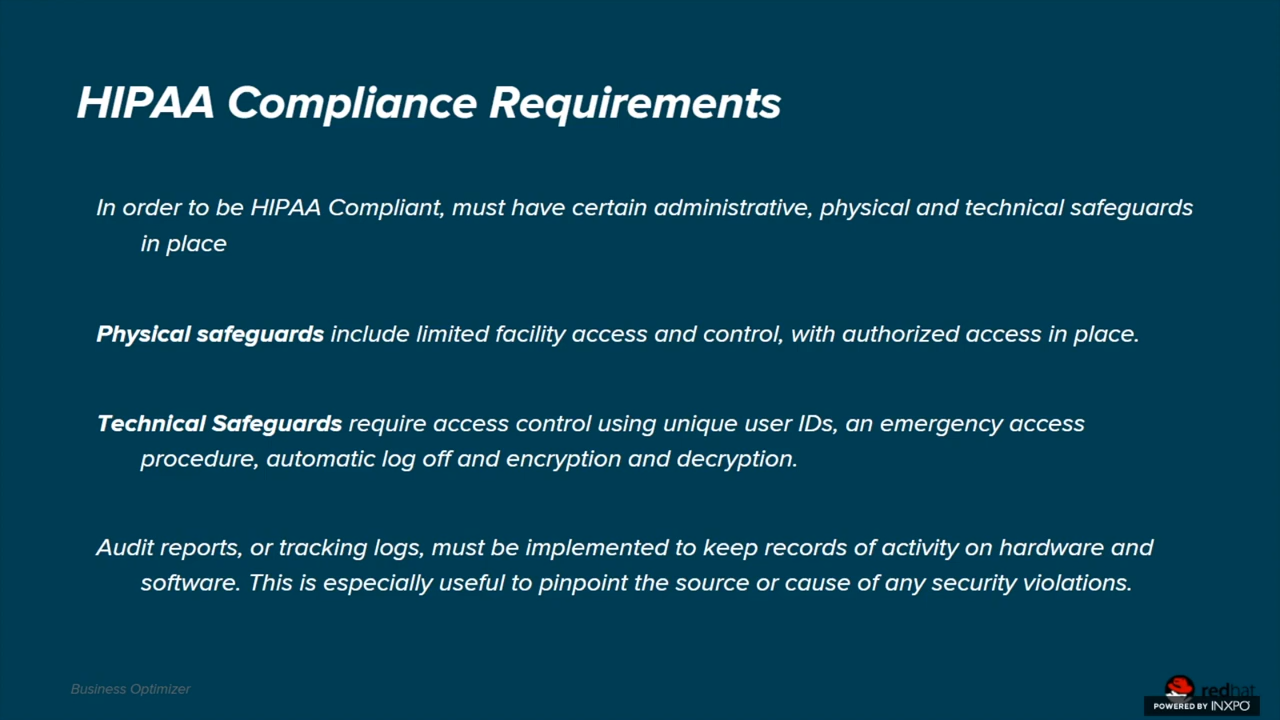 HIPAA Compliance Requirements
In order to be HIPAA Compliant, must have certain administrative, physical and technical safeguards
in place
Physical safeguards include limited facility access and control, with authorized access in place.
Technical Safeguards require access control using unique user IDs, an emergency access
procedure, automatic log off and encryption and decryption.
Audit reports, or tracking logs, must be implemented to keep records of activity on hardware and
software. This is especially useful to pinpoint the source or cause of any security violations.
Business Optimizer
redhat
POWERED BY INXPO